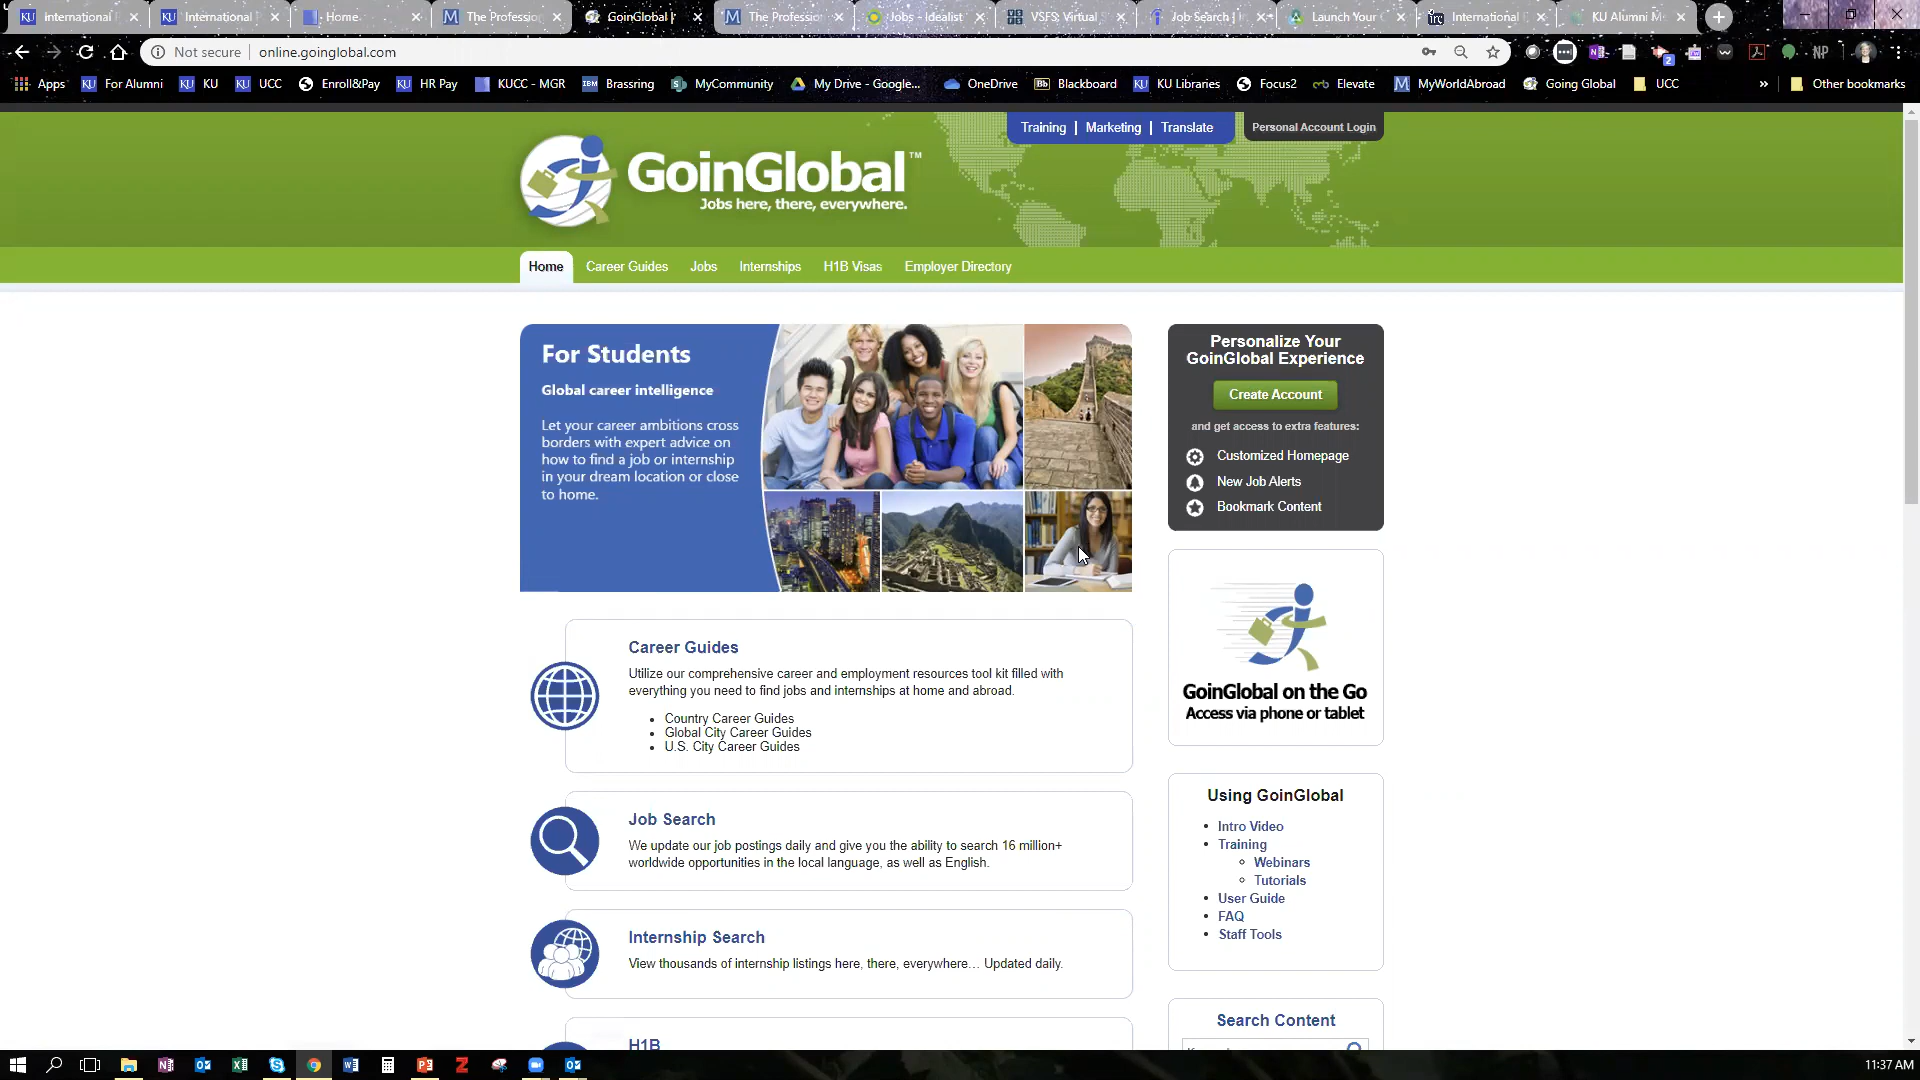 International
International
Home
The Professio
GoinGlobal
The Professio
Jobs - Idealist
VSFS: Virtual S
Job Search | In
Launch Your
irc International
KU Alumni M
Not secure | online.goinglobal.com
Apps KU For Alumni KU KU KU UCC Enroll&Pay KU HR Pay KUCC - MGR IBM Brassring MyCommunity My Drive - Google... OneDrive Bb Blackboard KU KU Libraries Focus2 Elevate M MyWorldAbroad Going Global UCC » Other bookmarks
Training | Marketing | Translate
Personal Account Login
GoinGlobal™
Jobs here, there, everywhere.
Home Career Guides Jobs Internships H1B Visas Employer Directory
For Students
Global career intelligence
Let your career ambitions cross
borders with expert advice on
how to find a job or internship
in your dream location or close
to home.
Personalize Your
GoinGlobal Experience
Create Account
and get access to extra features:
Customized Homepage
New Job Alerts
Bookmark Content
GoinGlobal on the Go
Access via phone or tablet
Career Guides
Utilize our comprehensive career and employment resources tool kit filled with
everything you need to find jobs and internships at home and abroad.
• Country Career Guides
• Global City Career Guides
• U.S. City Career Guides
Job Search
We update our job postings daily and give you the ability to search 16 million+
worldwide opportunities in the local language, as well as English.
Internship Search
View thousands of internship listings here, there, everywhere… Updated daily.
H1B
Using GoinGlobal
• Intro Video
• Training
Webinars
Tutorials
• User Guide
• FAQ
• Staff Tools
Search Content
11:37 AM